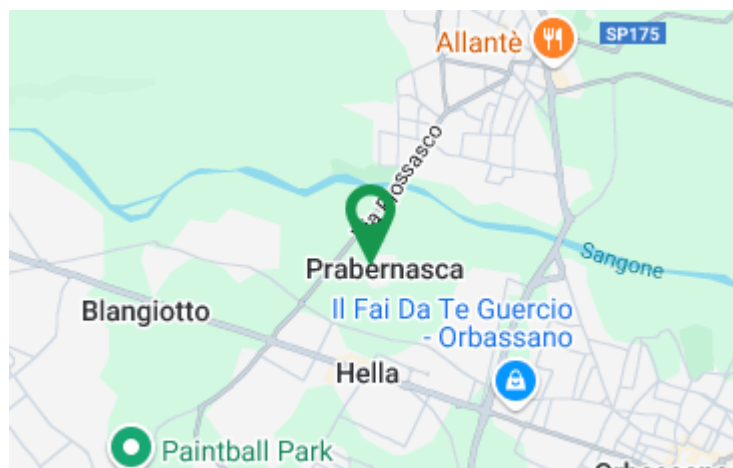 Allantè
SP175
Sangone
Prabernasca
Blangiotto
Il Fai Da Te Guercio
- Orbassano
Hella
Paintball Park